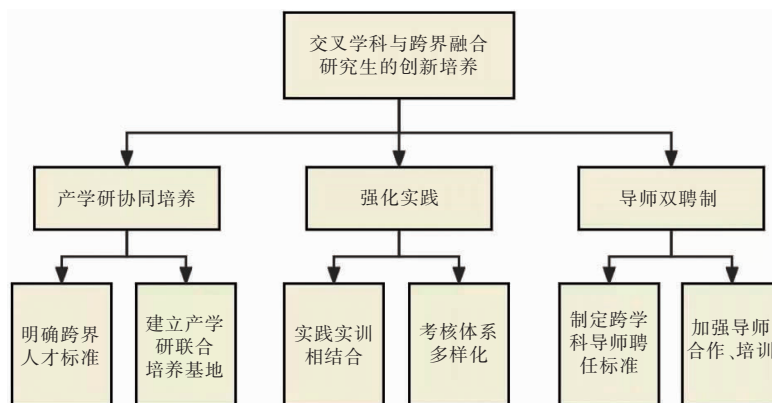 交叉学科与跨界融合
研究生的创新培养
产学研协同培养
强化实践
导师双聘制
明确跨界
人才标准
建立产学
研联合
培养基地
实践实训
相结合
考核体系
多样化
制定跨学
科导师聘
任标准
加强导师
合作、培训